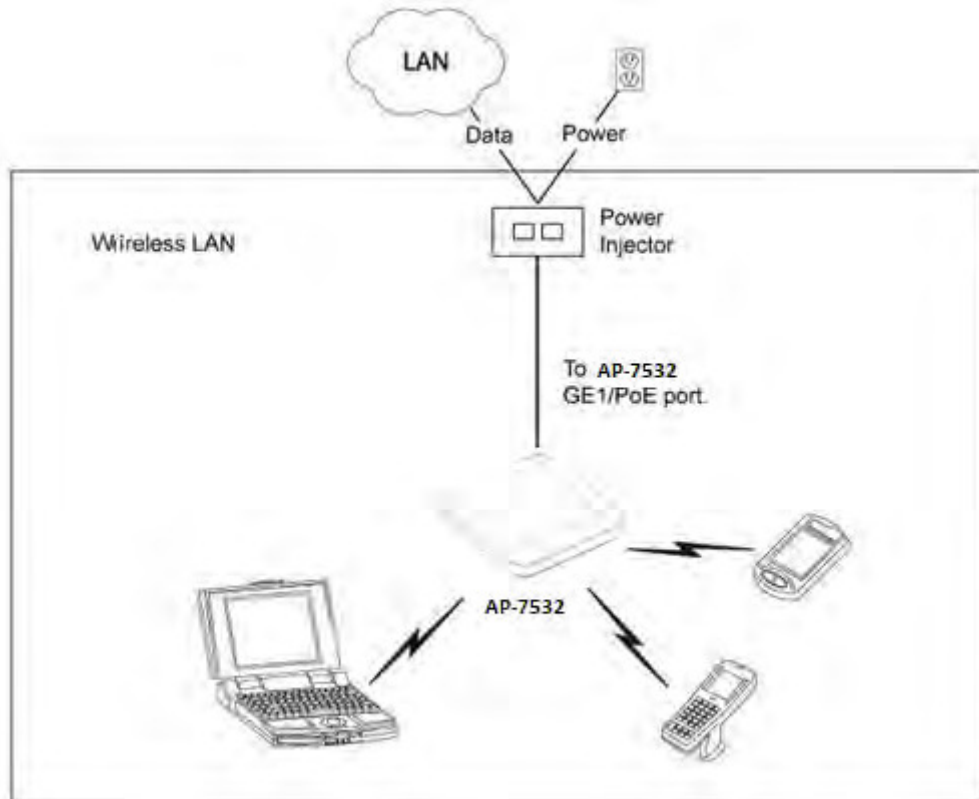 LAN
Data
Power
Power
Injector
Wireless LAN
To AP-7532
GE1/PoE port.
AP-7532